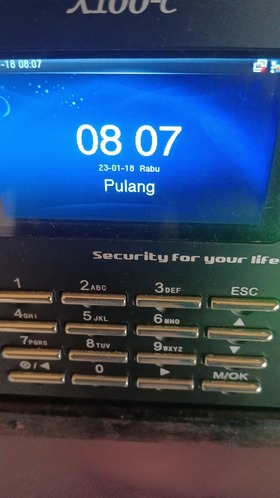 X100-C
-18 08:07
08 07
23-01-18 Rabu
Pulang
Security for your life
1 2ABC 3DEF ESC
4GHI 5JKL 6MNO ▲
7PQRS 8TUV 9WXYZ ▼
/◀ 0 ▶ M/OK